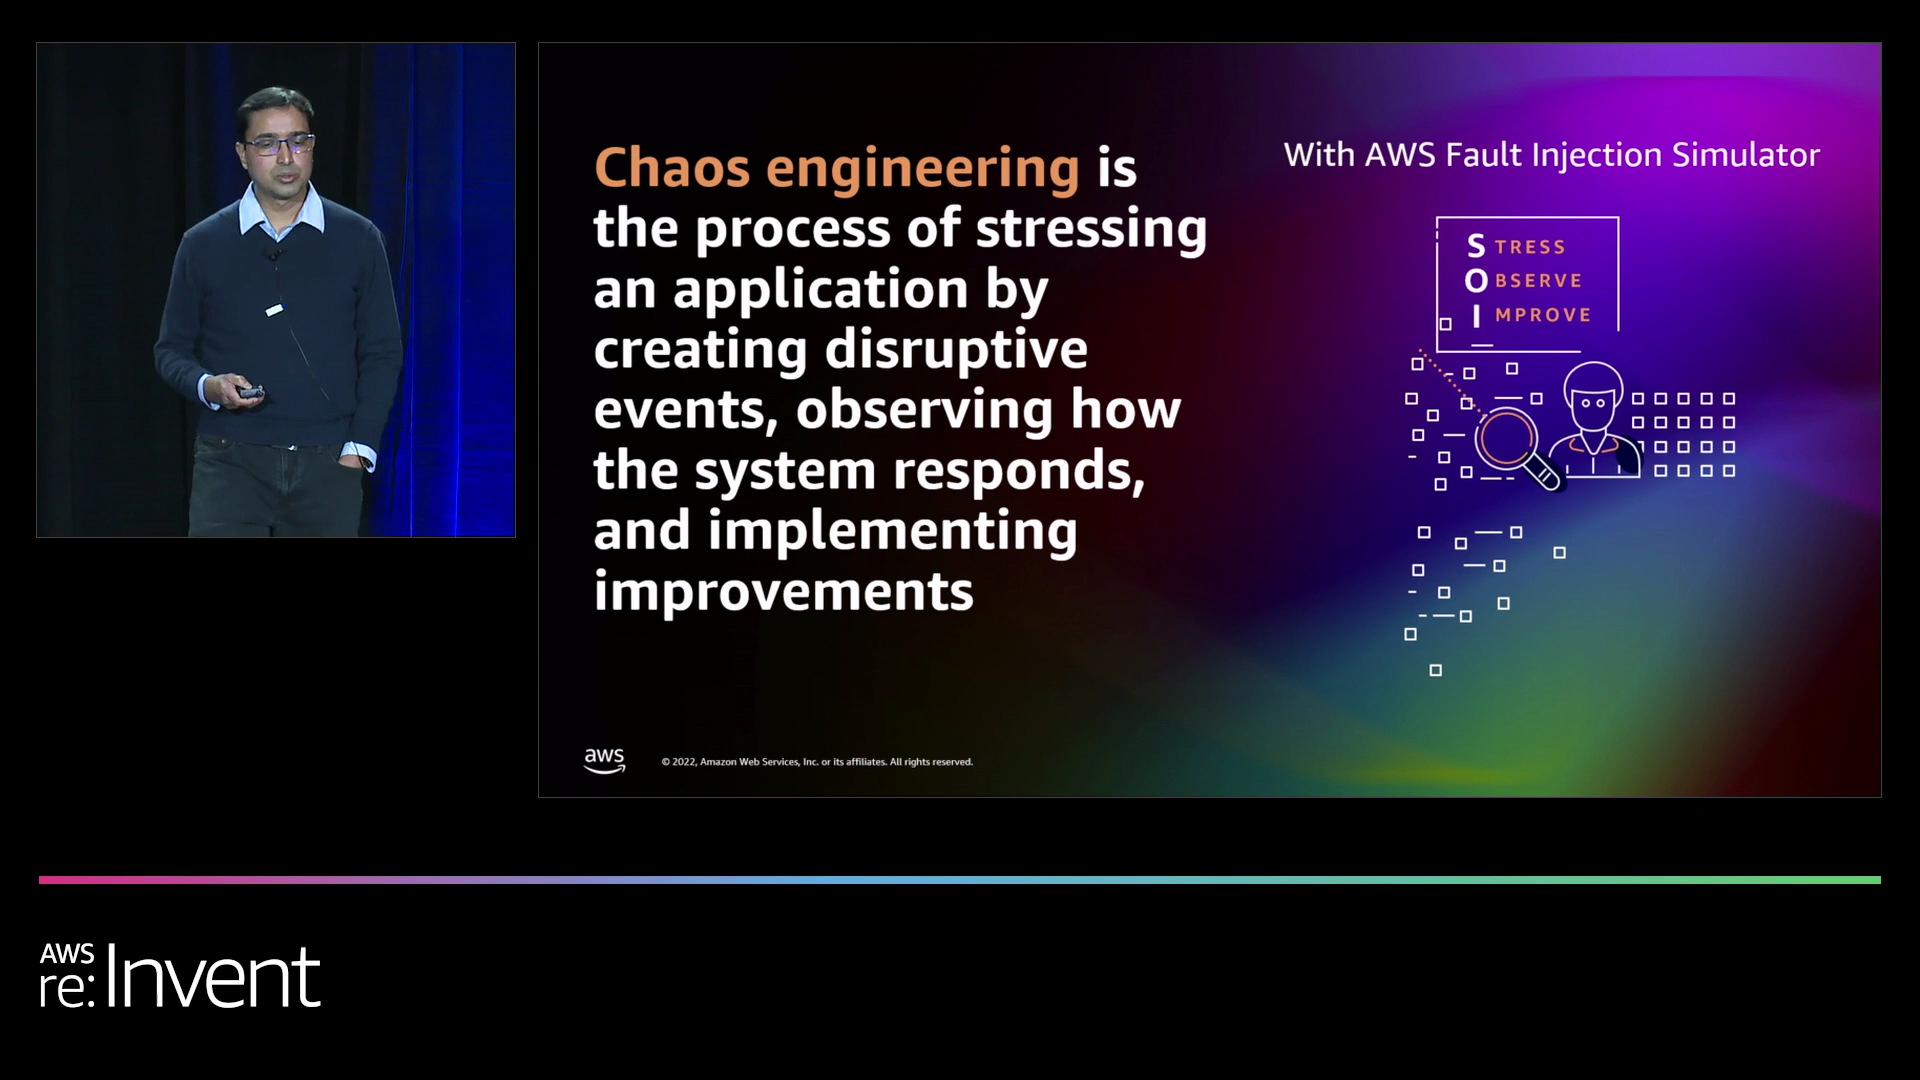 Chaos engineering is
the process of stressing
an application by
creating disruptive
events, observing how
the system responds,
and implementing
improvements
With AWS Fault Injection Simulator
STRESS
OBSERVE
IMPROVE
aws
© 2022, Amazon Web Services, Inc. or its affiliates. All rights reserved.
AWS
re:Invent